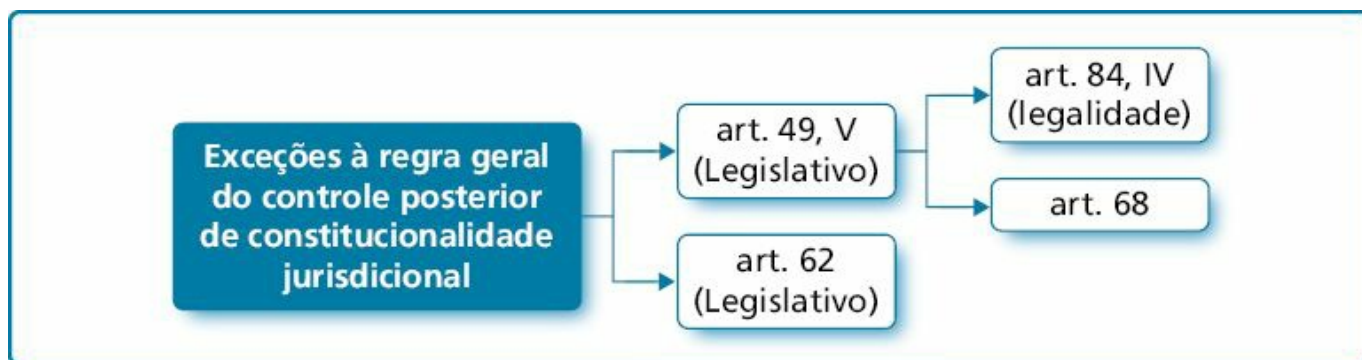 Exceções à regra geral
do controle posterior
de constitucionalidade
jurisdicional
art. 49, V
(Legislativo)
art. 84, IV
(legalidade)
art. 68
art. 62
(Legislativo)